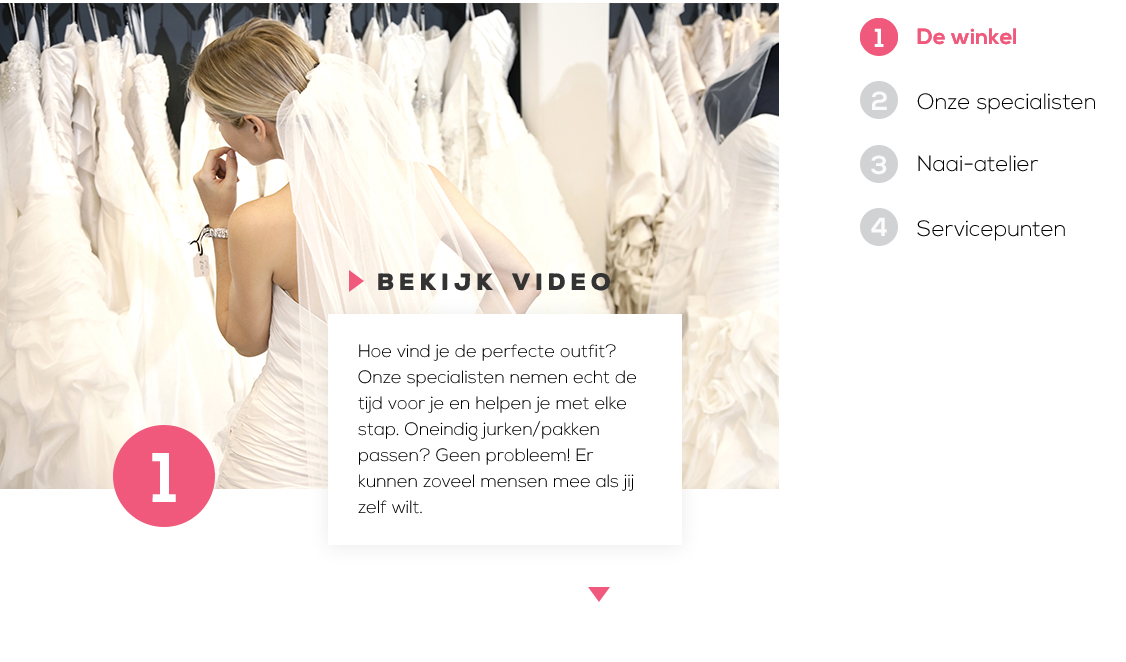 BEKIJK VIDEO
Hoe vind je de perfecte outfit?
Onze specialisten nemen echt de
tijd voor je en helpen je met elke
stap. Oneindig jurken/pakken
passen? Geen probleem! Er
kunnen zoveel mensen mee als jij
zelf wilt.
1
1 De winkel
2 Onze specialisten
3 Naai-atelier
4 Servicepunten